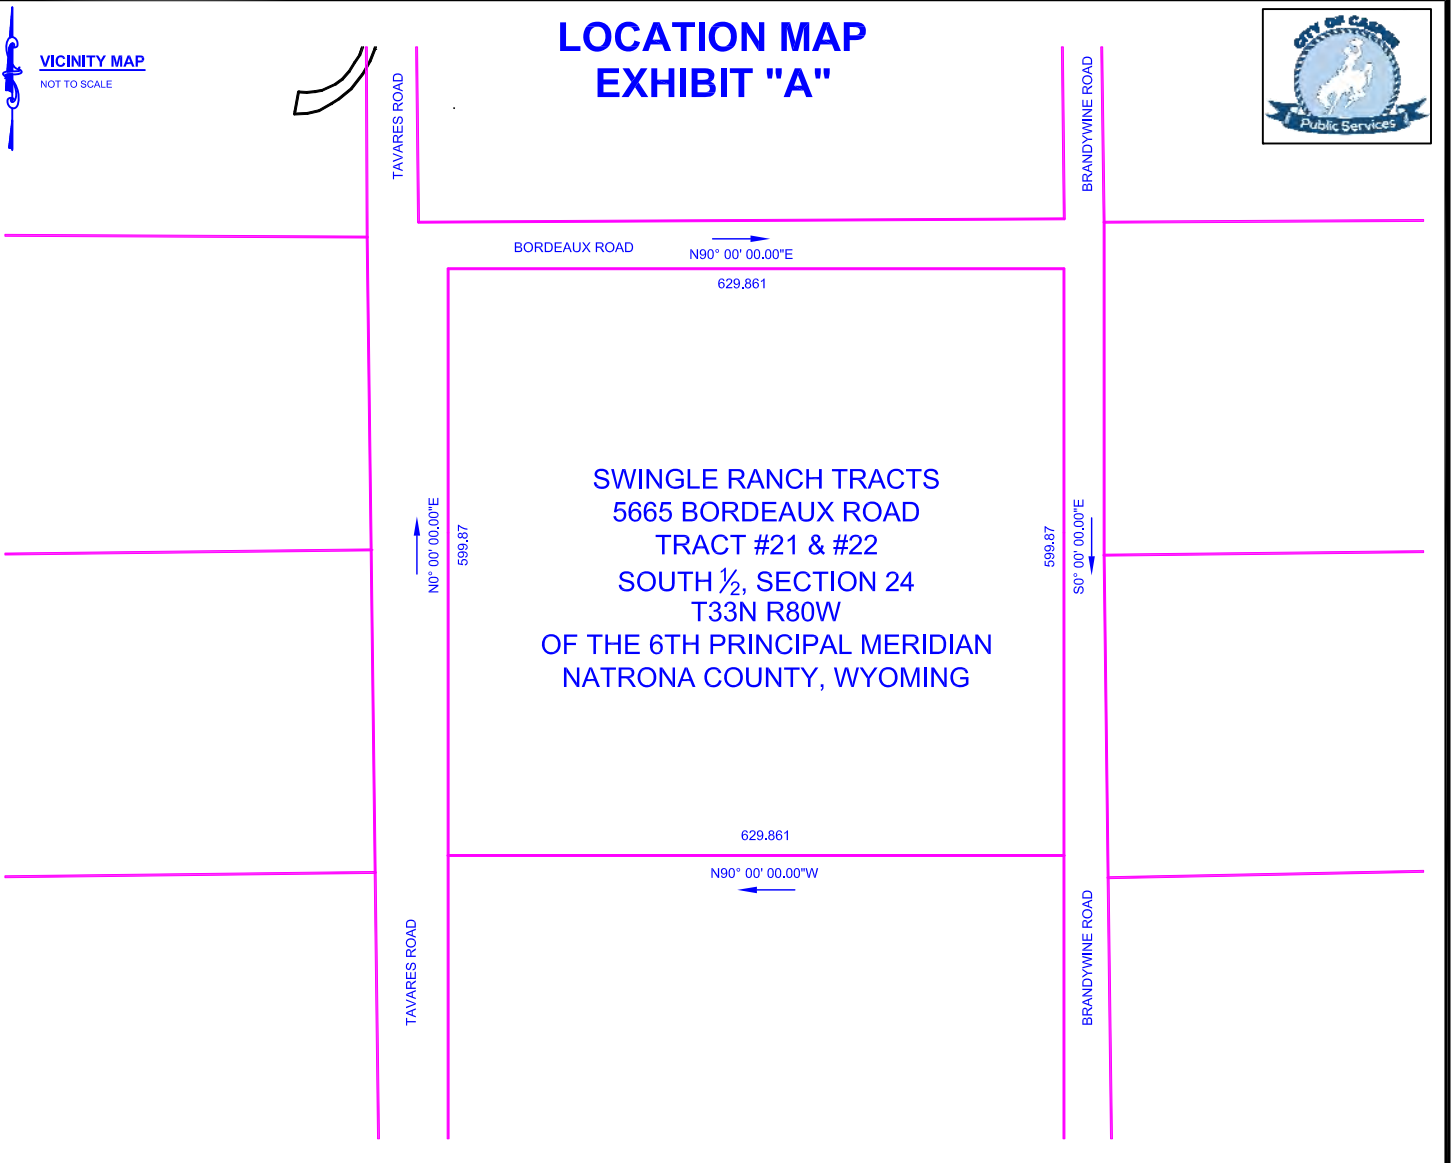 LOCATION MAP
EXHIBIT "A"
VICINITY MAP
NOT TO SCALE
CITY OF CASPER
Public Services
TAVARES ROAD
BRANDYWINE ROAD
BORDEAUX ROAD
N90° 00' 00.00"E
629.861
N0° 00' 00.00"E
599.87
SWINGLE RANCH TRACTS
5665 BORDEAUX ROAD
TRACT #21 & #22
SOUTH ½, SECTION 24
T33N R80W
OF THE 6TH PRINCIPAL MERIDIAN
NATRONA COUNTY, WYOMING
599.87
S0° 00' 00.00"E
629.861
N90° 00' 00.00"W
TAVARES ROAD
BRANDYWINE ROAD